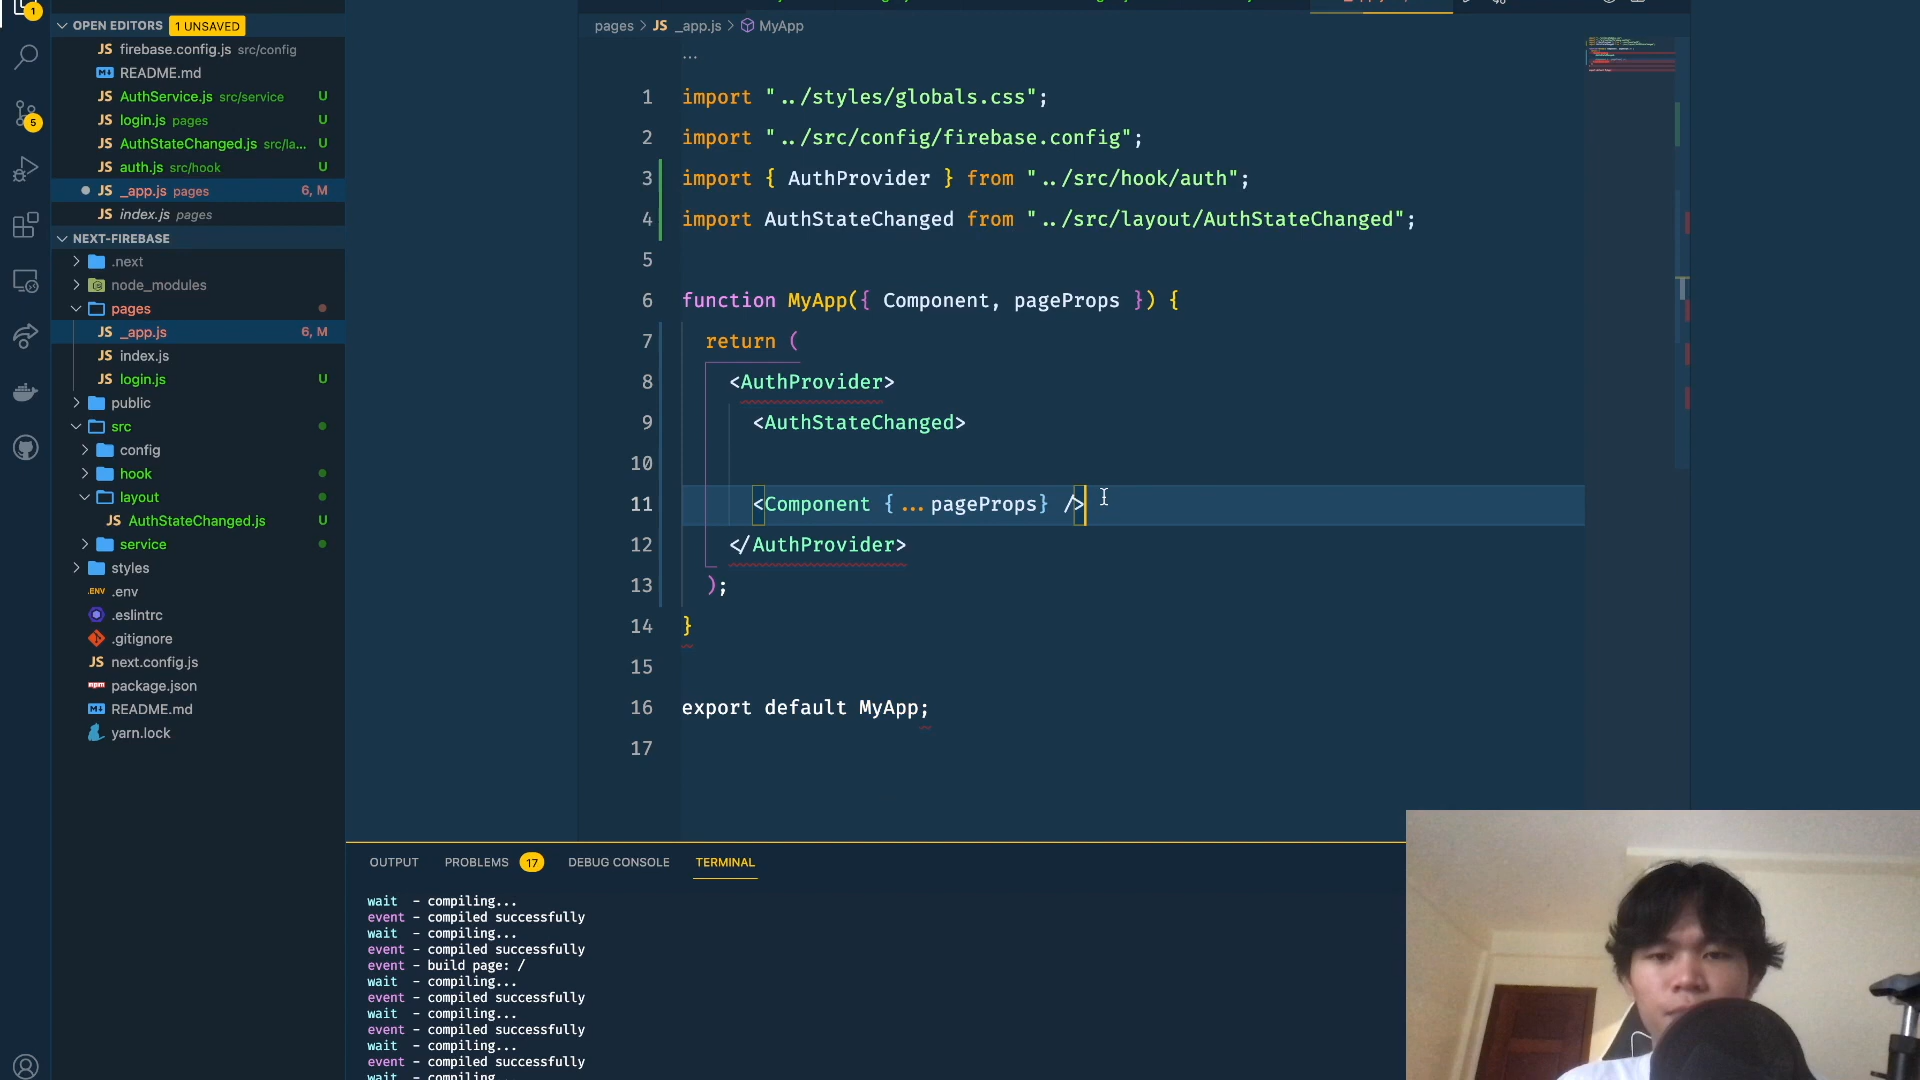 1
OPEN EDITORS 1 UNSAVED
JS firebase.config.js src/config
README.md
JS AuthService.js src/service U
JS login.js pages U
JS AuthStateChanged.js src/la... U
JS auth.js src/hook U
JS _app.js pages 6, M
JS index.js pages
5
NEXT-FIREBASE
.next
node_modules
pages
JS _app.js 6, M
JS index.js
JS login.js U
public
src
config
hook
layout
JS AuthStateChanged.js U
service
styles
.ENV .env
.eslintrc
.gitignore
JS next.config.js
package.json
README.md
yarn.lock
pages > JS _app.js > MyApp
...
1 import "../styles/globals.css";
2 import "../src/config/firebase.config";
3 import { AuthProvider } from "../src/hook/auth";
4 import AuthStateChanged from "../src/layout/AuthStateChanged";
5
6 function MyApp({ Component, pageProps }) {
7 return (
8 <AuthProvider>
9 <AuthStateChanged>
10
11 <Component {...pageProps} />
12 </AuthProvider>
13 );
14 }
15
16 export default MyApp;
17
OUTPUT PROBLEMS 17 DEBUG CONSOLE TERMINAL
wait - compiling...
event - compiled successfully
wait - compiling...
event - compiled successfully
event - build page: /
wait - compiling...
event - compiled successfully
wait - compiling...
event - compiled successfully
wait - compiling...
event - compiled successfully
wait - compiling